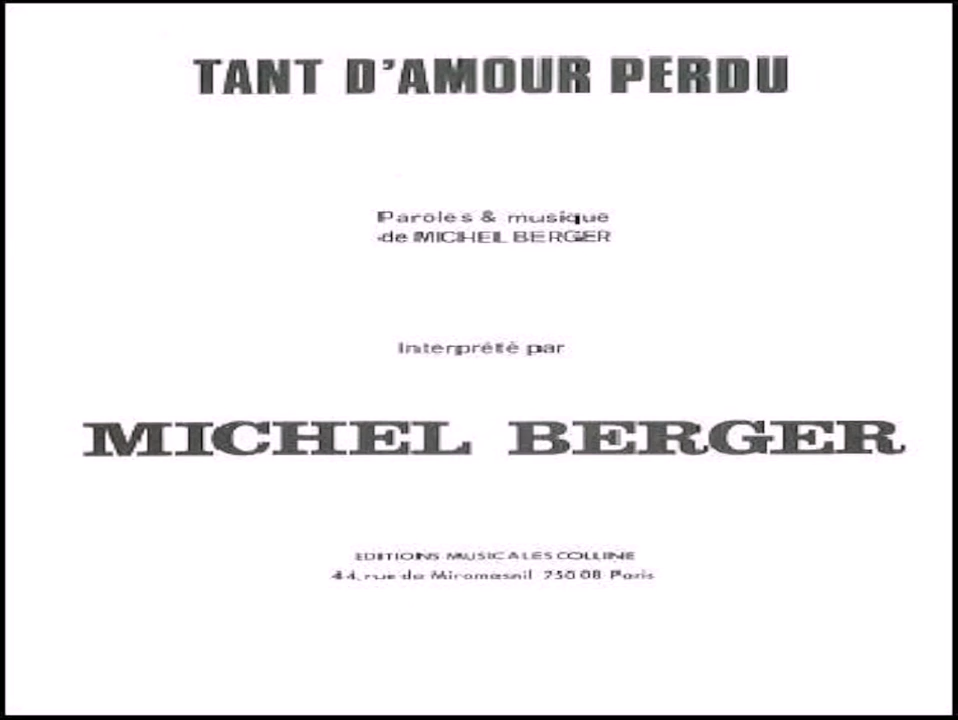 TANT D'AMOUR PERDU
Paroles & musique
de MICHEL BERGER
Interprété par
MICHEL BERGER
EDITIONS MUSICALES COLLINE
44, rue de Miromesnil 75008 Paris